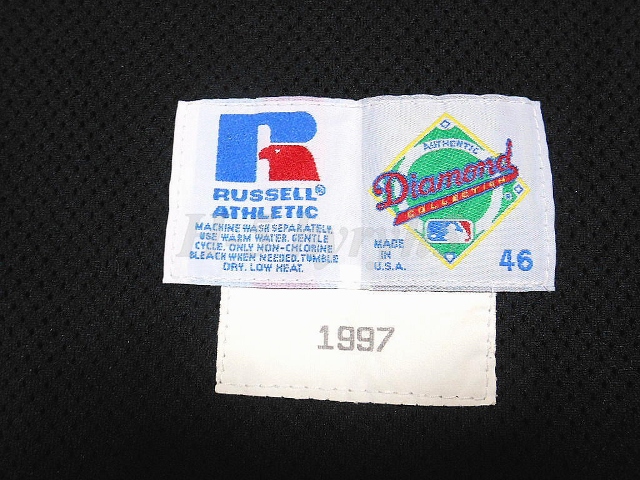 RUSSELL®
ATHLETIC
MACHINE WASH SEPARATELY.
USE WARM WATER. GENTLE
CYCLE. ONLY NON-CHLORINE
BLEACH WHEN NEEDED. TUMBLE
DRY. LOW HEAT.
AUTHENTIC
Diamond
COLLECTION
MADE
IN
U.S.A.
46
1997